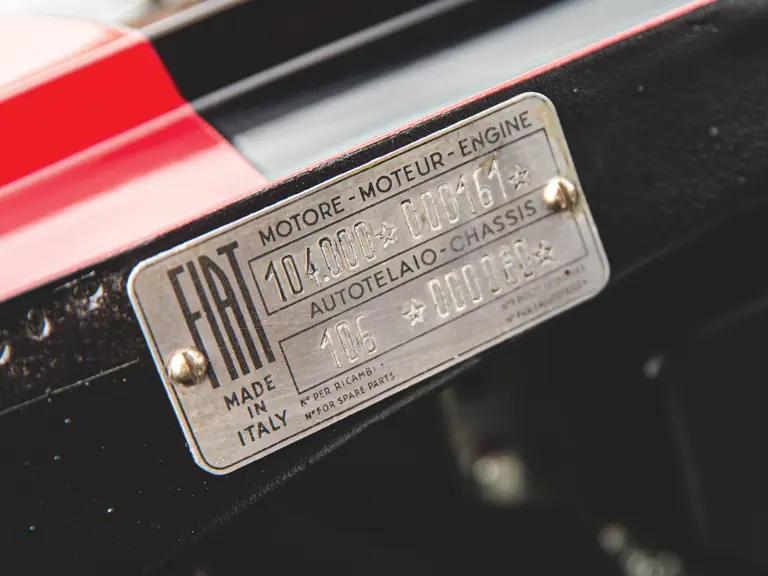 FIAT
MADE
IN
ITALY
MOTORE - MOTEUR - ENGINE
104.000☆000161☆
AUTOTELAIO - CHASSIS
106 ☆000060☆
Nº PER RICAMBI
Nº FOR SPARE PARTS